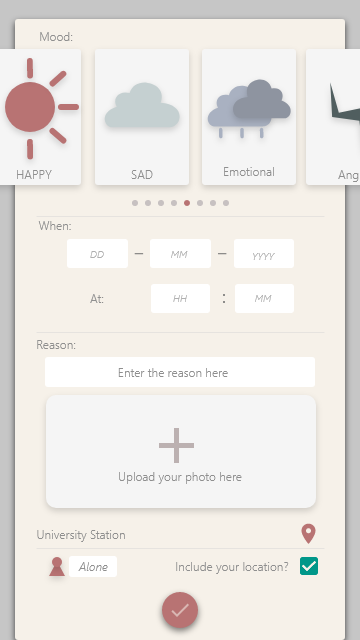 Mood:
HAPPY SAD Emotional Ang
When:
DD – MM – YYYY
At: HH : MM
Reason:
Enter the reason here
Upload your photo here
University Station
Alone Include your location?